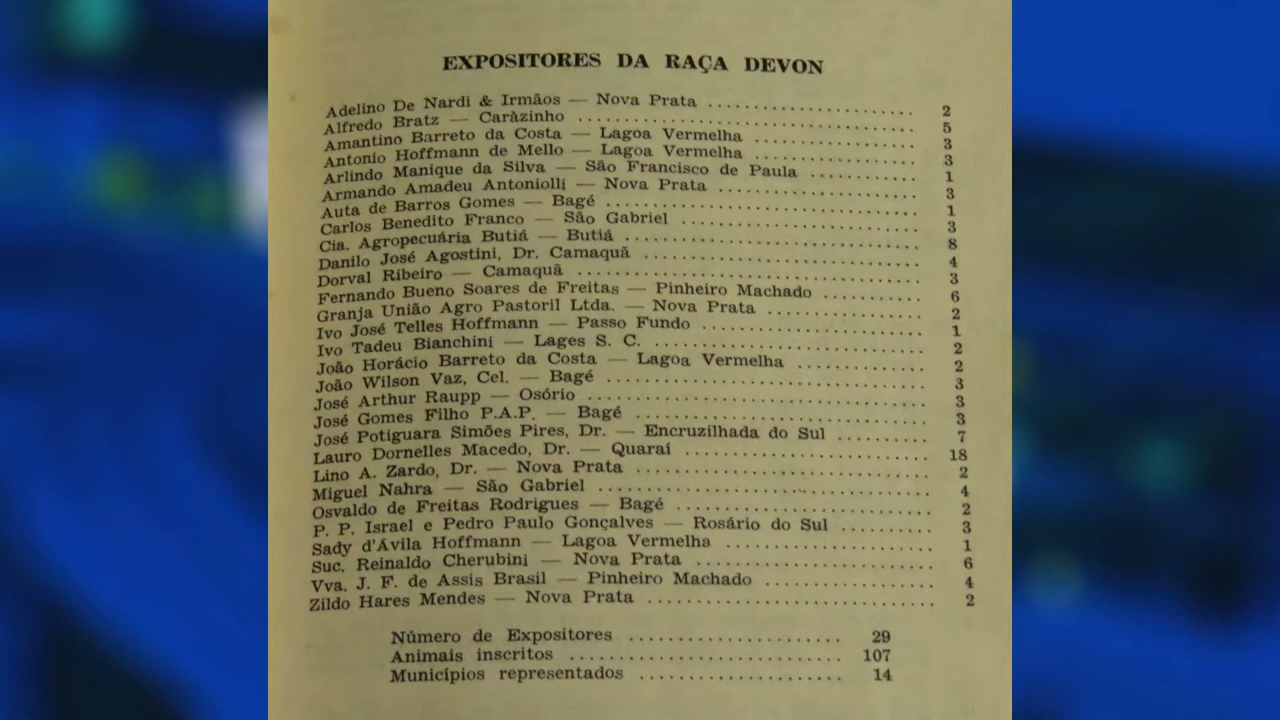 EXPOSITORES DA RAÇA DEVON
Adelino De Nardi & Irmãos — Nova Prata ........................ 2
Alfredo Bratz — Caràzinho ........................ 5
Amantino Barreto da Costa — Lagoa Vermelha ........................ 3
Antonio Hoffmann de Mello — Lagoa Vermelha ........................ 3
Arlindo Manique da Silva — São Francisco de Paula ............ 1
Armando Amadeu Antoniolli — Nova Prata ........................ 3
Auta de Barros Gomes — Bagé ........................ 1
Carlos Benedito Franco — São Gabriel ........................ 3
Cia. Agropecuária Butiá — Butiá ........................ 8
Danilo José Agostini, Dr. Camaquã ........................ 4
Dorval Ribeiro — Camaquã ........................ 3
Fernando Bueno Soares de Freitas — Pinheiro Machado ............ 6
Granja União Agro Pastoril Ltda. — Nova Prata ............ 2
Ivo José Telles Hoffmann — Passo Fundo ........................ 1
Ivo Tadeu Bianchini — Lages S. C. ........................ 2
João Horácio Barreto da Costa — Lagoa Vermelha ............ 2
João Wilson Vaz, Cel. — Bagé ........................ 3
José Arthur Raupp — Osório ........................ 3
José Gomes Filho P.A.P. — Bagé ........................ 3
José Potiguara Simões Pires, Dr. — Encruzilhada do Sul ............ 7
Lauro Dornelles Macedo, Dr. — Quaraí ........................ 18
Lino A. Zardo, Dr. — Nova Prata ........................ 2
Miguel Nahra — São Gabriel ........................ 4
Osvaldo de Freitas Rodrigues — Bagé ........................ 2
P. P. Israel e Pedro Paulo Gonçalves — Rosário do Sul ............ 3
Sady d'Ávila Hoffmann — Lagoa Vermelha ........................ 1
Suc. Reinaldo Cherubini — Nova Prata ........................ 6
Vva. J. F. de Assis Brasil — Pinheiro Machado ............ 4
Zildo Hares Mendes — Nova Prata ........................ 2
Número de Expositores ........................ 29
Animais inscritos ........................ 107
Municípios representados ........................ 14